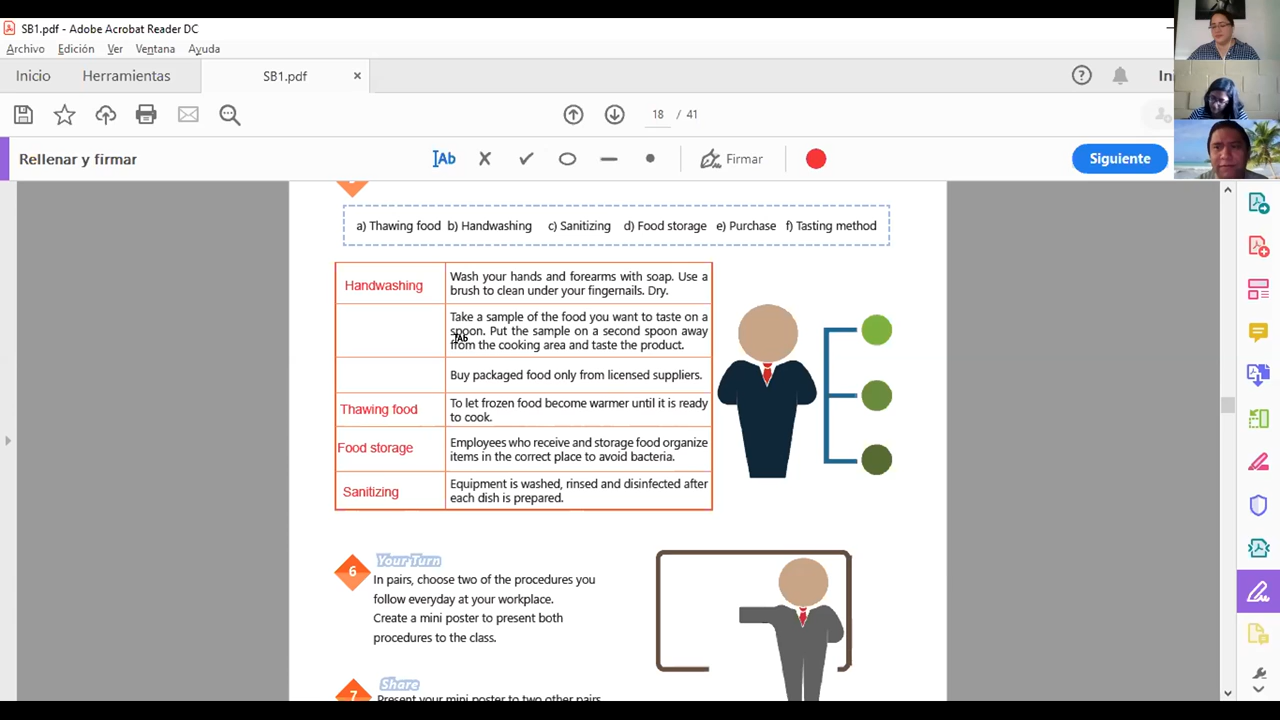 SB1.pdf - Adobe Acrobat Reader DC
Archivo Edición Ver Ventana Ayuda
Inicio Herramientas SB1.pdf ×
18 / 41
Rellenar y firmar
Ab
Firmar
Siguiente
a) Thawing food b) Handwashing c) Sanitizing d) Food storage e) Purchase f) Tasting method
Handwashing
Wash your hands and forearms with soap. Use a
brush to clean under your fingernails. Dry.
Take a sample of the food you want to taste on a
spoon. Put the sample on a second spoon away
from the cooking area and taste the product.
Buy packaged food only from licensed suppliers.
Thawing food
To let frozen food become warmer until it is ready
to cook.
Food storage
Employees who receive and storage food organize
items in the correct place to avoid bacteria.
Sanitizing
Equipment is washed, rinsed and disinfected after
each dish is prepared.
6
Your Turn
In pairs, choose two of the procedures you
follow everyday at your workplace.
Create a mini poster to present both
procedures to the class.
7
Share
Present your mini poster to two other pairs